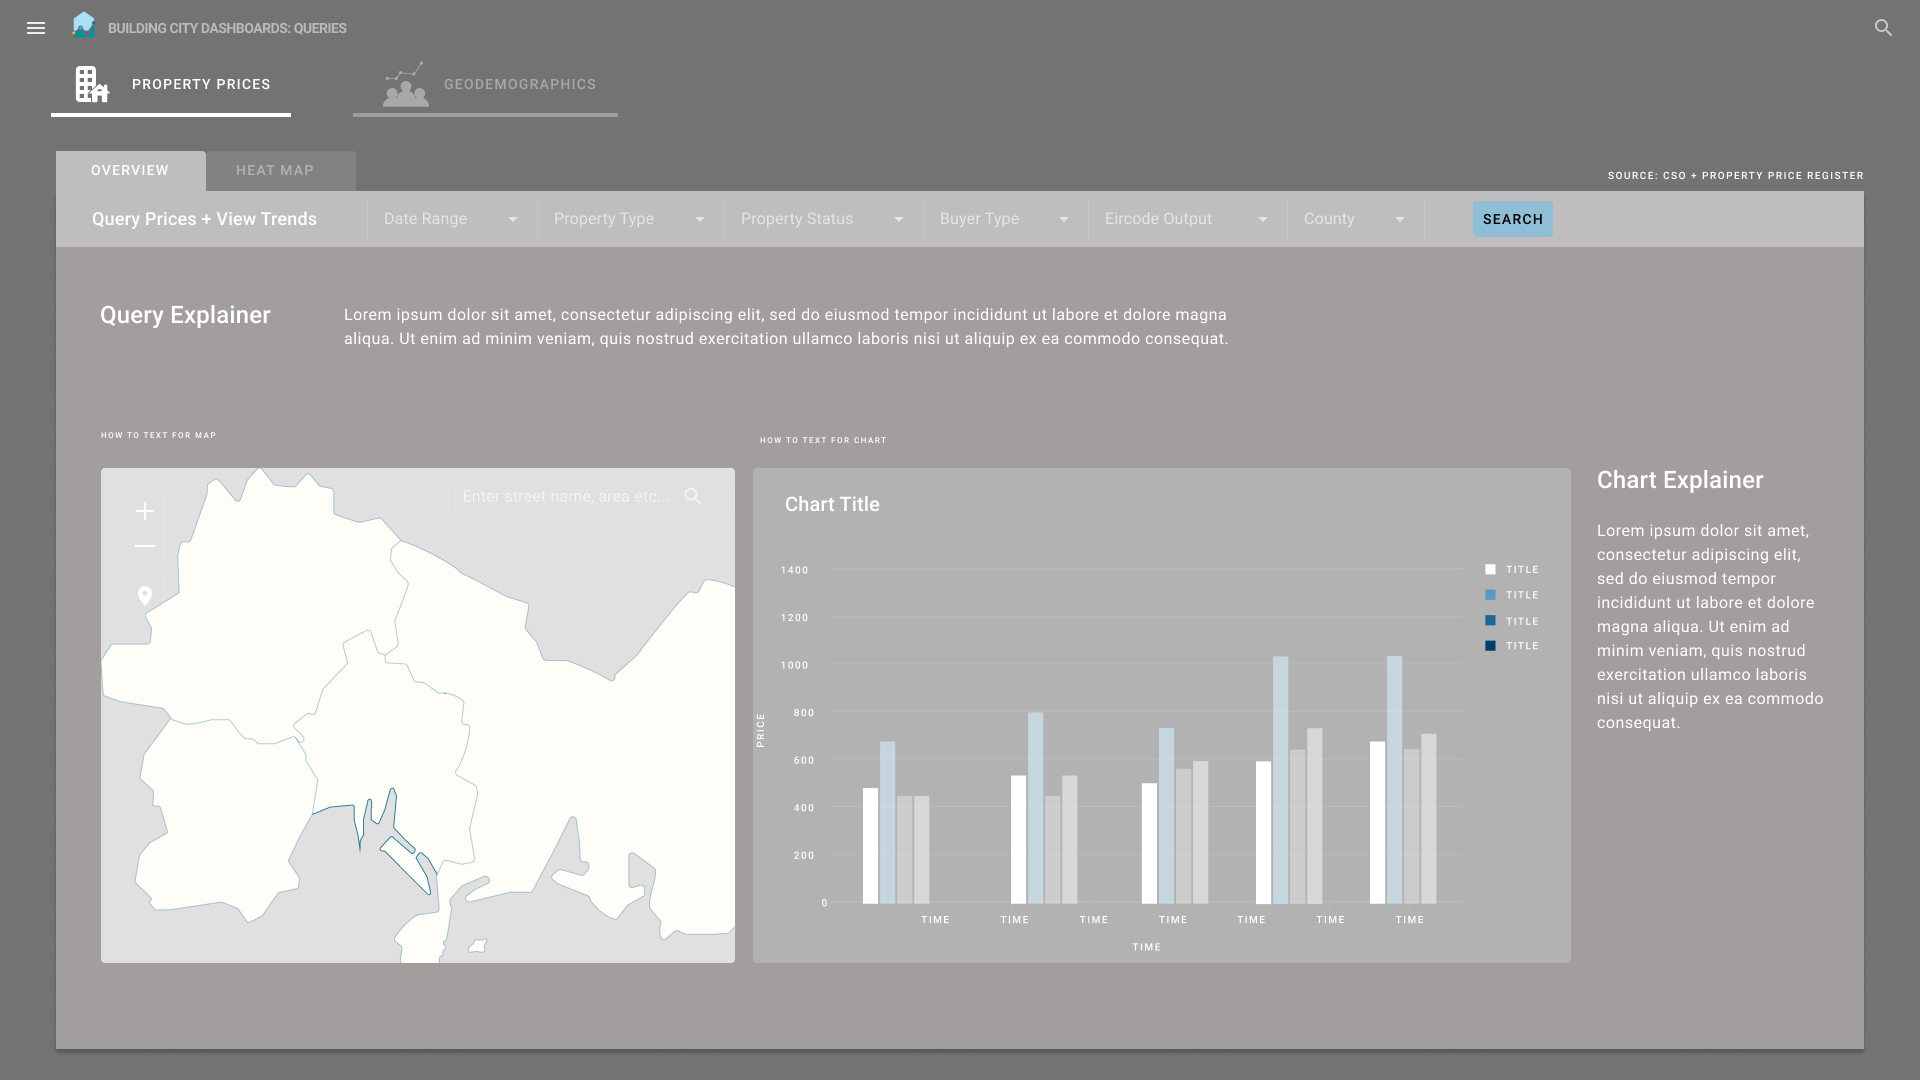 BUILDING CITY DASHBOARDS: QUERIES
PROPERTY PRICES
GEODEMOGRAPHICS
OVERVIEW
HEAT MAP
SOURCE: CSO + PROPERTY PRICE REGISTER
Query Prices + View Trends
Date Range
Property Type
Property Status
Buyer Type
Eircode Output
County
SEARCH
Query Explainer
Lorem ipsum dolor sit amet, consectetur adipiscing elit, sed do eiusmod tempor incididunt ut labore et dolore magna
aliqua. Ut enim ad minim veniam, quis nostrud exercitation ullamco laboris nisi ut aliquip ex ea commodo consequat.
HOW TO TEXT FOR MAP
Enter street name, area etc...
HOW TO TEXT FOR CHART
Chart Title
1400
1200
1000
800
600
400
200
0
PRICE
TIME
TIME
TIME
TIME
TIME
TIME
TIME
TIME
TITLE
TITLE
TITLE
TITLE
Chart Explainer
Lorem ipsum dolor sit amet,
consectetur adipiscing elit,
sed do eiusmod tempor
incididunt ut labore et dolore
magna aliqua. Ut enim ad
minim veniam, quis nostrud
exercitation ullamco laboris
nisi ut aliquip ex ea commodo
consequat.